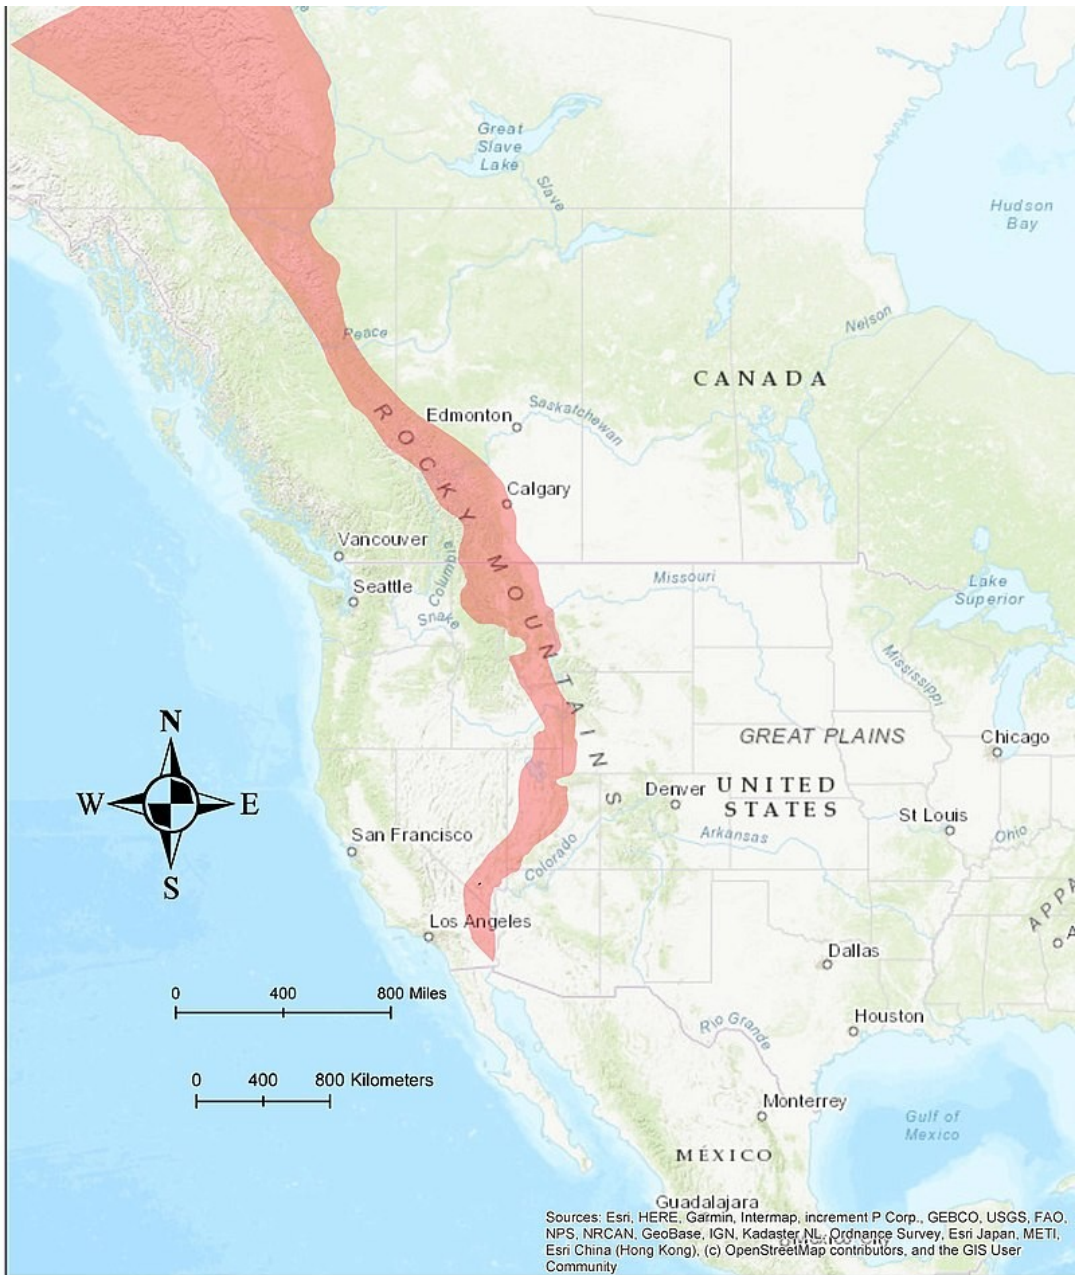 Great
Slave
Lake
Slave
Hudson
Bay
Peace
Nelson
CANADA
ROCKY MOUNTAINS
Edmonton
Saskatchewan
Calgary
Vancouver
Columbia
Seattle
Snake
Missouri
Lake
Superior
Mississippi
N
W
E
S
GREAT PLAINS
Chicago
Denver
UNITED
STATES
St Louis
San Francisco
Arkansas
Ohio
Colorado
APPA
Los Angeles
A
Dallas
0 400 800 Miles
Rio Grande
Houston
0 400 800 Kilometers
Monterrey
Gulf of
Mexico
MÉXICO
Guadalajara
Sources: Esri, HERE, Garmin, Intermap, increment P Corp., GEBCO, USGS, FAO,
NPS, NRCAN, GeoBase, IGN, Kadaster NL, Ordnance Survey, Esri Japan, METI,
Esri China (Hong Kong), (c) OpenStreetMap contributors, and the GIS User
Community